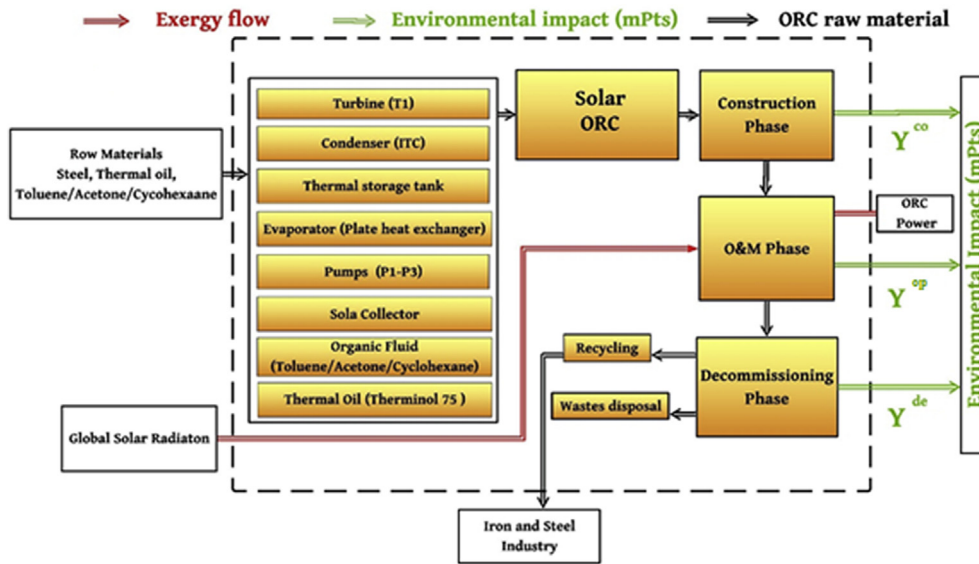 Exergy flow
Environmental impact (mPts)
ORC raw material
Row Materials
Steel, Thermal oil,
Toluene/Acetone/Cycohexaane
Turbine (T1)
Condenser (ITC)
Thermal storage tank
Evaporator (Plate heat exchanger)
Pumps (P1-P3)
Sola Collector
Organic Fluid
(Toluene/Acetone/Cyclohexane)
Thermal Oil (Therminol 75 )
Solar
ORC
Construction
Phase
Y co
ORC
Power
O&M Phase
Y op
Recycling
Decommissioning
Phase
Wastes disposal
Y de
Environmental Impact (mPts)
Global Solar Radiaton
Iron and Steel
Industry